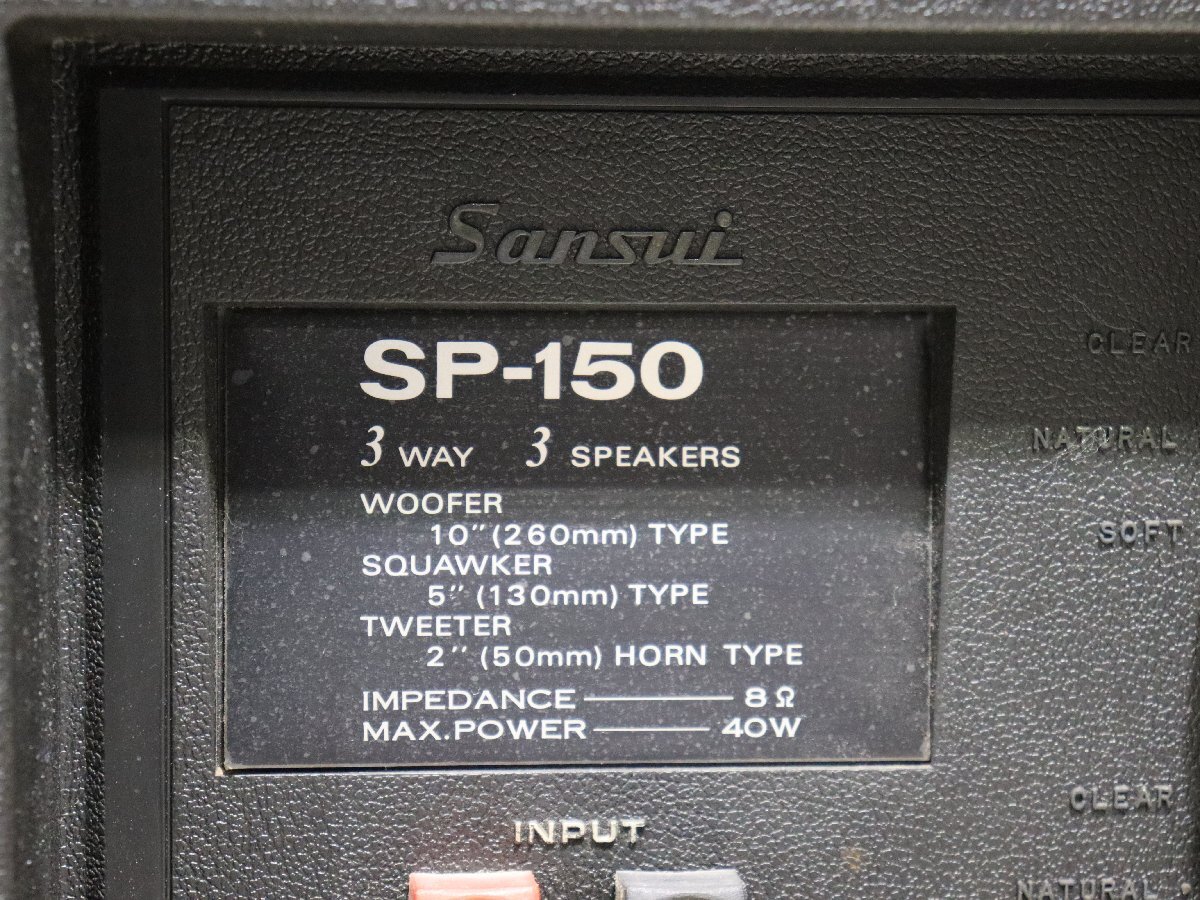 Sansui
SP-150
3 WAY 3 SPEAKERS
WOOFER
10" (260mm) TYPE
SQUAWKER
5" (130mm) TYPE
TWEETER
2" (50mm) HORN TYPE
IMPEDANCE — 8 Ω
MAX.POWER — 40W
INPUT
CLEAR
NATURAL
SOFT
CLEAR
NATURAL •